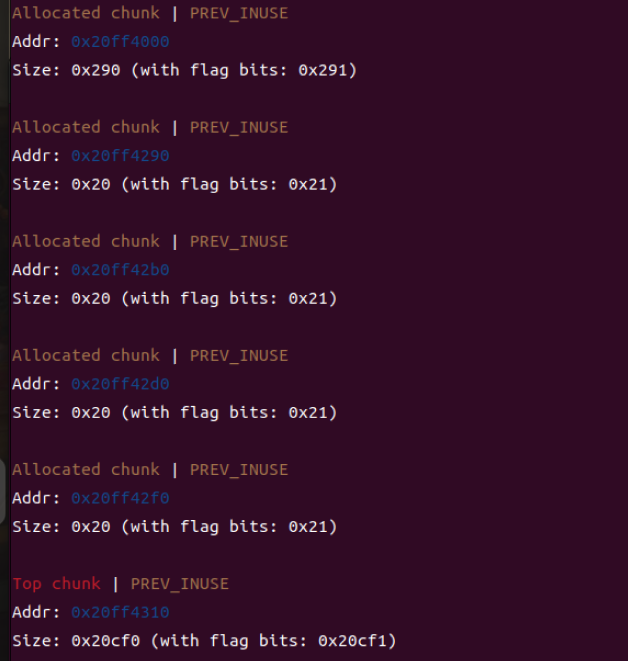 Allocated chunk | PREV_INUSE
Addr: 0x20ff4000
Size: 0x290 (with flag bits: 0x291)
Allocated chunk | PREV_INUSE
Addr: 0x20ff4290
Size: 0x20 (with flag bits: 0x21)
Allocated chunk | PREV_INUSE
Addr: 0x20ff42b0
Size: 0x20 (with flag bits: 0x21)
Allocated chunk | PREV_INUSE
Addr: 0x20ff42d0
Size: 0x20 (with flag bits: 0x21)
Allocated chunk | PREV_INUSE
Addr: 0x20ff42f0
Size: 0x20 (with flag bits: 0x21)
Top chunk | PREV_INUSE
Addr: 0x20ff4310
Size: 0x20cf0 (with flag bits: 0x20cf1)